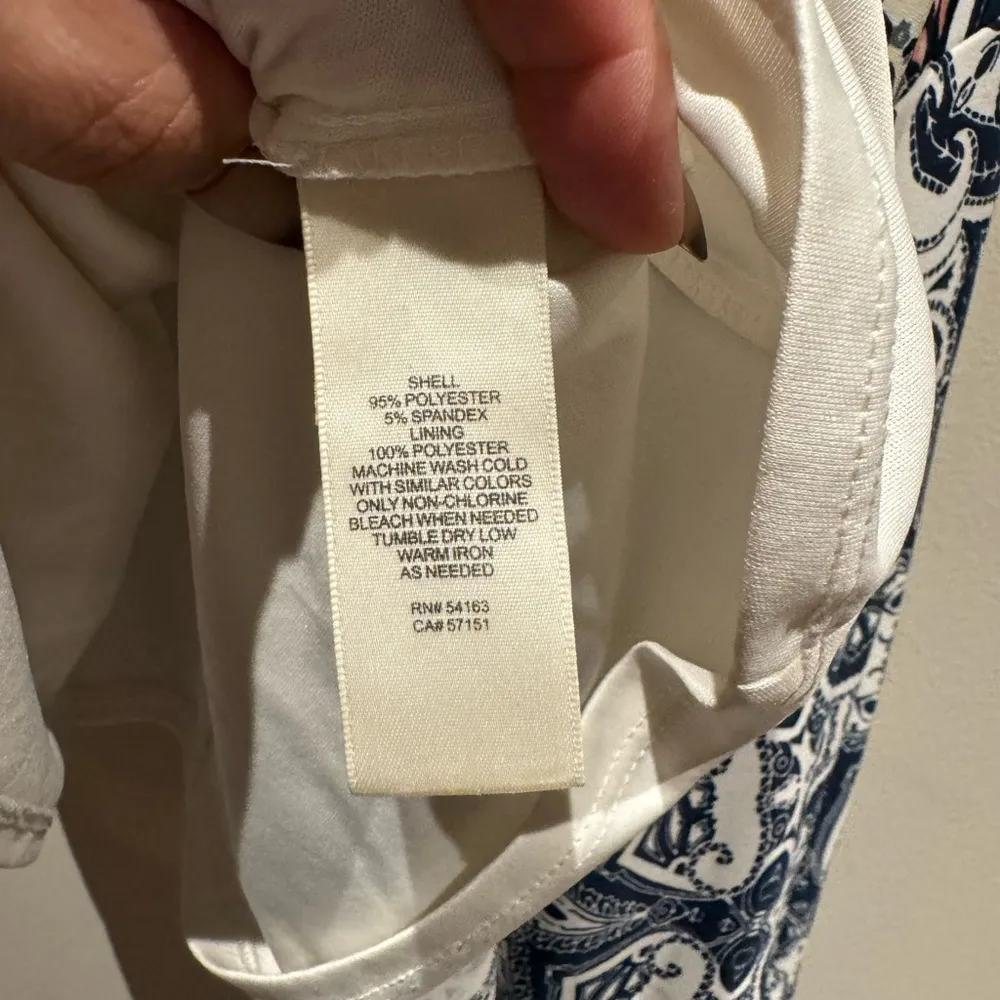 SHELL
95% POLYESTER
5% SPANDEX
LINING
100% POLYESTER
MACHINE WASH COLD
WITH SIMILAR COLORS
ONLY NON-CHLORINE
BLEACH WHEN NEEDED
TUMBLE DRY LOW
WARM IRON
AS NEEDED
RN# 54163
CA# 57151